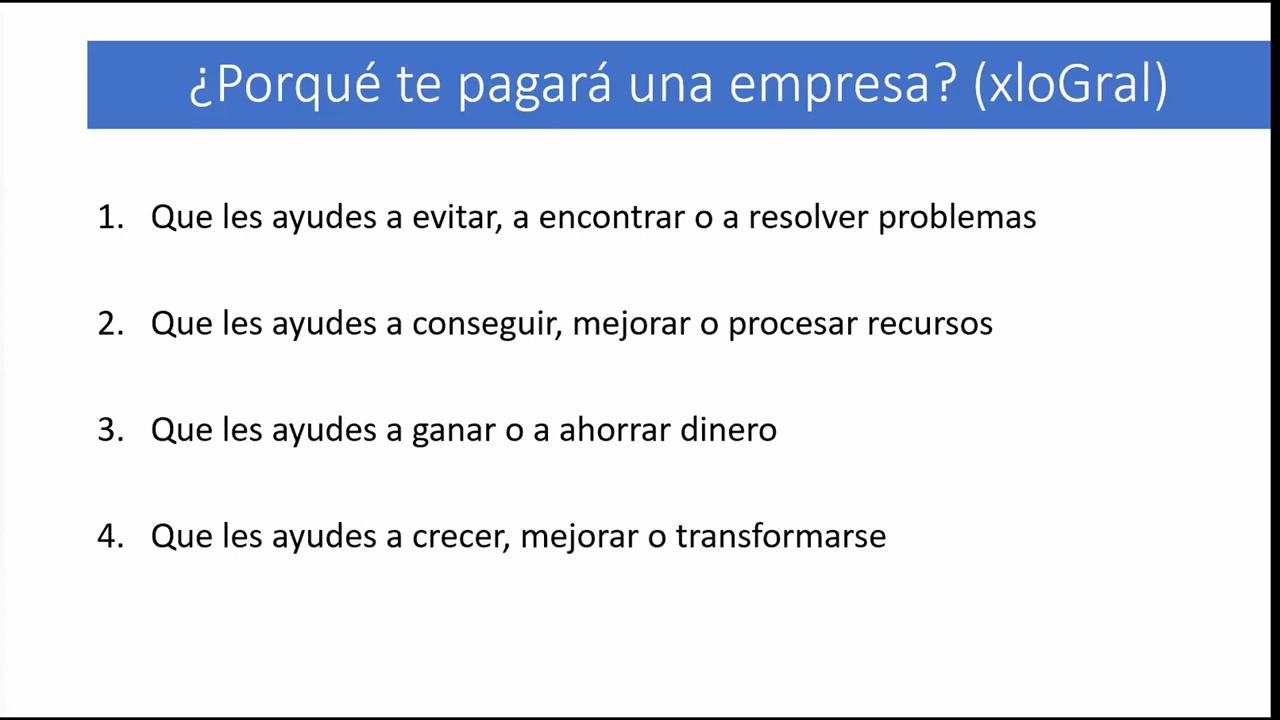 ¿Porqué te pagará una empresa? (xloGral)
1. Que les ayudes a evitar, a encontrar o a resolver problemas
2. Que les ayudes a conseguir, mejorar o procesar recursos
3. Que les ayudes a ganar o a ahorrar dinero
4. Que les ayudes a crecer, mejorar o transformarse